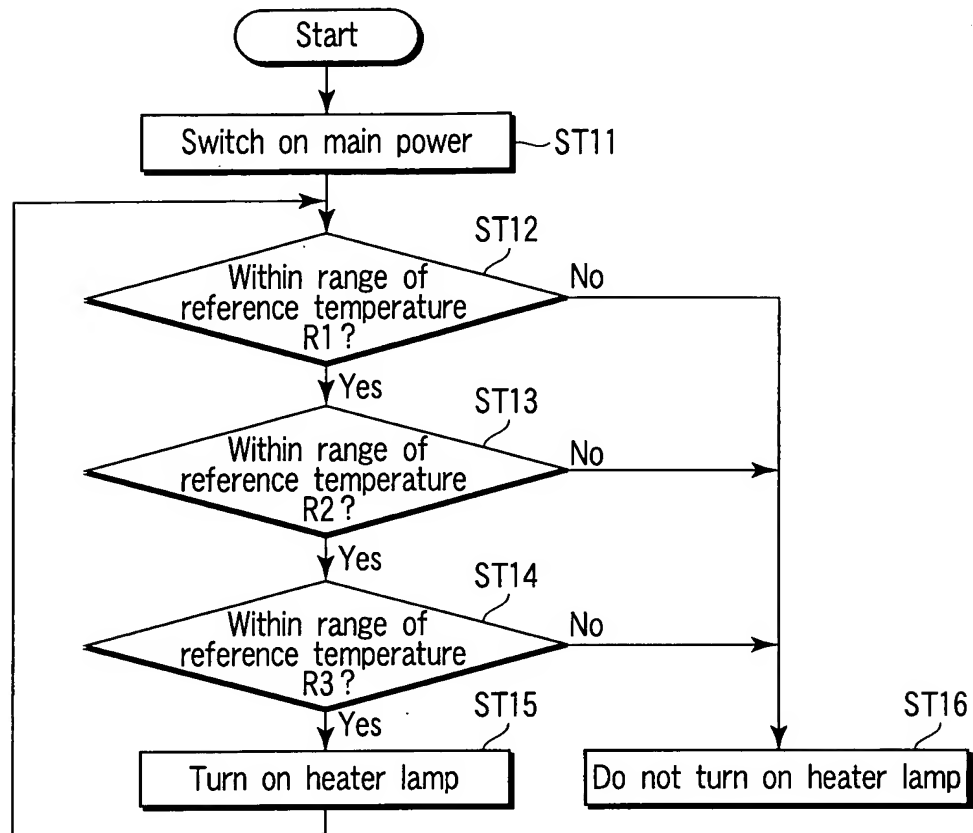 Start
Switch on main power
ST11
ST12
Within range of
reference temperature
R1?
No
Yes
ST13
Within range of
reference temperature
R2?
No
Yes
ST14
Within range of
reference temperature
R3?
No
Yes
ST15
Turn on heater lamp
ST16
Do not turn on heater lamp